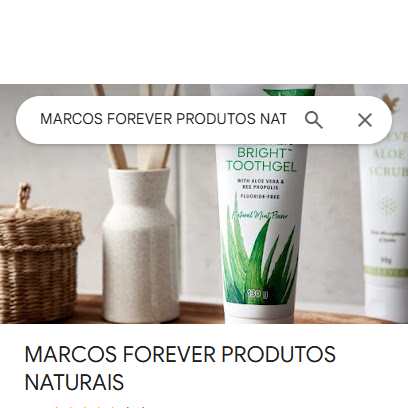 MARCOS FOREVER PRODUTOS NAT
BRIGHT™
TOOTHGEL
WITH ALOE VERA &
BEE PROPOLIS
FLUORIDE-FREE
Natural Mint Flavor
130 g
ALOE
SCRUB
MARCOS FOREVER PRODUTOS
NATURAIS